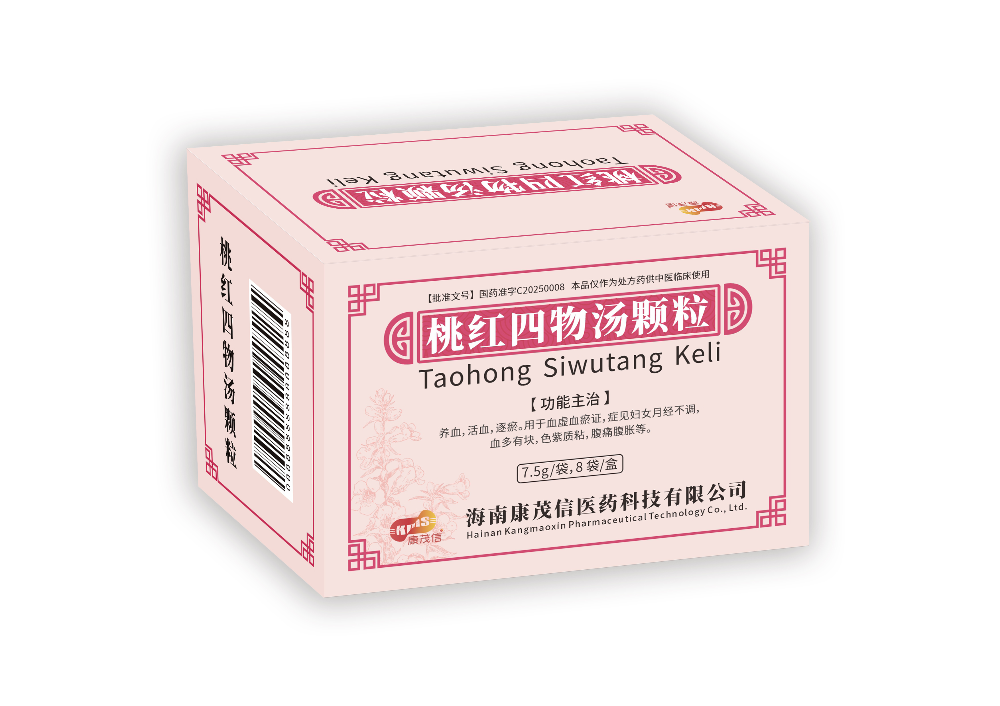 Taohong Siwutang Keli
桃红四物汤颗粒
KMS
康茂信
桃红四物汤颗粒
8888888888888880880
【批准文号】国药准字C20250008 本品仅作为处方药供中医临床使用
桃红四物汤颗粒
Taohong Siwutang Keli
【功能主治】
养血，活血，逐瘀。用于血虚血瘀证，症见妇女月经不调，
血多有块，色紫质粘，腹痛腹胀等。
7.5g/袋，8 袋/盒
KMS
康茂信
海南康茂信医药科技有限公司
Hainan Kangmaoxin Pharmaceutical Technology Co., Ltd.